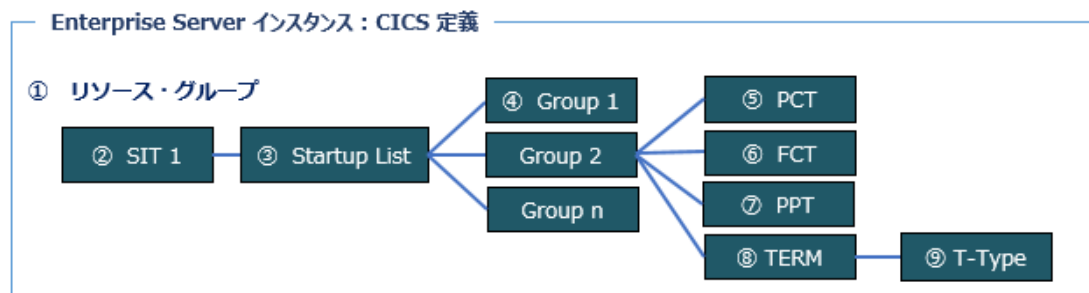 Enterprise Server インスタンス：CICS 定義
① リソース・グループ
② SIT 1
③ Startup List
④ Group 1
Group 2
Group n
⑤ PCT
⑥ FCT
⑦ PPT
⑧ TERM
⑨ T-Type